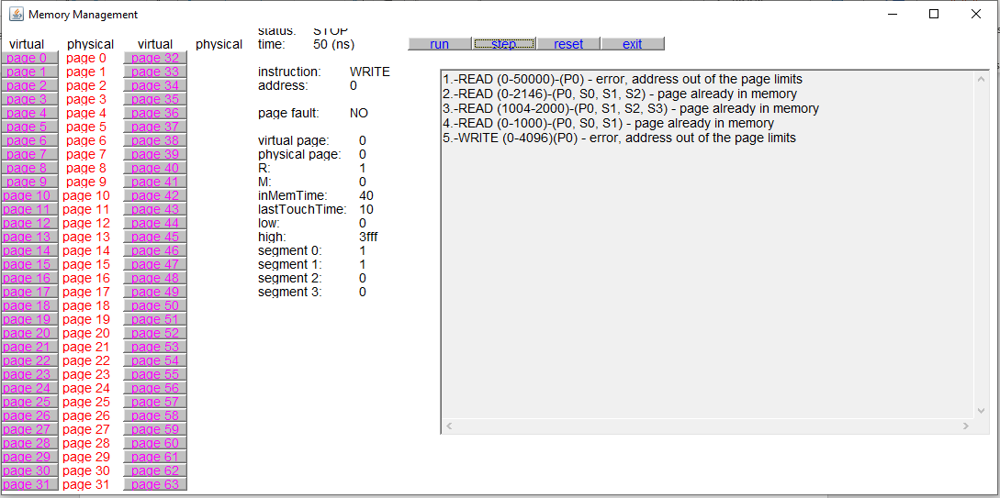 Memory Management
status: STOP
virtual physical virtual physical time: 50 (ns) run step reset exit
page 0 page 0 page 32
page 1 page 1 page 33 instruction: WRITE
page 2 page 2 page 34 address: 0
page 3 page 3 page 35
page 4 page 4 page 36 page fault: NO
page 5 page 5 page 37
page 6 page 6 page 38 virtual page: 0
page 7 page 7 page 39 physical page: 0
page 8 page 8 page 40 R: 1
page 9 page 9 page 41 M: 0
page 10 page 10 page 42 inMemTime: 40
page 11 page 11 page 43 lastTouchTime: 10
page 12 page 12 page 44 low: 0
page 13 page 13 page 45 high: 3fff
page 14 page 14 page 46 segment 0: 1
page 15 page 15 page 47 segment 1: 1
page 16 page 16 page 48 segment 2: 0
page 17 page 17 page 49 segment 3: 0
page 18 page 18 page 50
page 19 page 19 page 51
page 20 page 20 page 52
page 21 page 21 page 53
page 22 page 22 page 54
page 23 page 23 page 55
page 24 page 24 page 56
page 25 page 25 page 57
page 26 page 26 page 58
page 27 page 27 page 59
page 28 page 28 page 60
page 29 page 29 page 61
page 30 page 30 page 62
page 31 page 31 page 63
1.-READ (0-50000)-(P0) - error, address out of the page limits
2.-READ (0-2146)-(P0, S0, S1, S2) - page already in memory
3.-READ (1004-2000)-(P0, S1, S2, S3) - page already in memory
4.-READ (0-1000)-(P0, S0, S1) - page already in memory
5.-WRITE (0-4096)(P0) - error, address out of the page limits